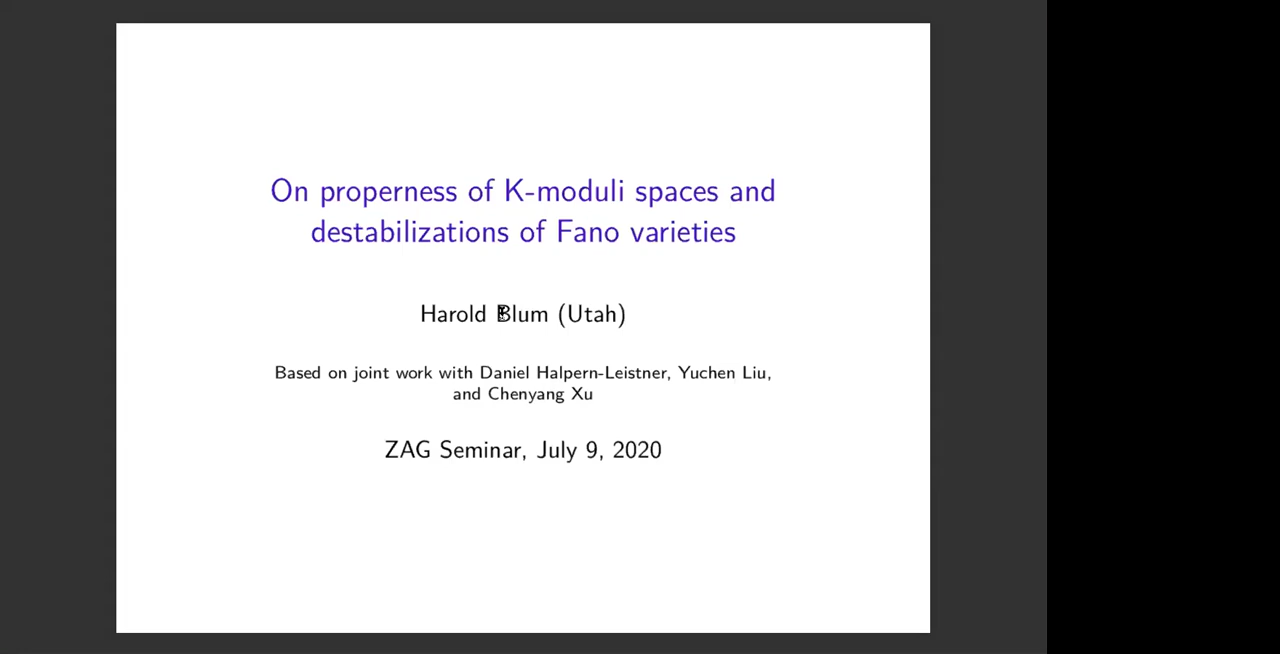 On properness of K-moduli spaces and
destabilizations of Fano varieties
Harold Blum (Utah)
Based on joint work with Daniel Halpern-Leistner, Yuchen Liu,
and Chenyang Xu
ZAG Seminar, July 9, 2020